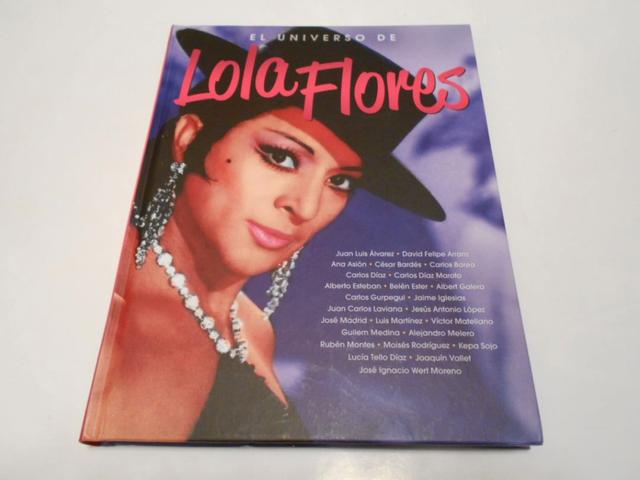 EL UNIVERSO DE
Lola Flores
Juan Luis Álvarez • David Felipe Arranz
Ana Asión • César Bardés • Carlos Barea
Carlos Díaz • Carlos Díaz Maroto
Alberto Esteban • Belén Ester • Albert Galera
Carlos Gurpegui • Jaime Iglesias
Juan Carlos Laviana • Jesús Antonio López
José Madrid • Luis Martínez • Víctor Matellano
Guillem Medina • Alejandro Melero
Rubén Montes • Moisés Rodríguez • Kepa Sojo
Lucía Tello Díaz • Joaquín Vallet
José Ignacio Wert Moreno